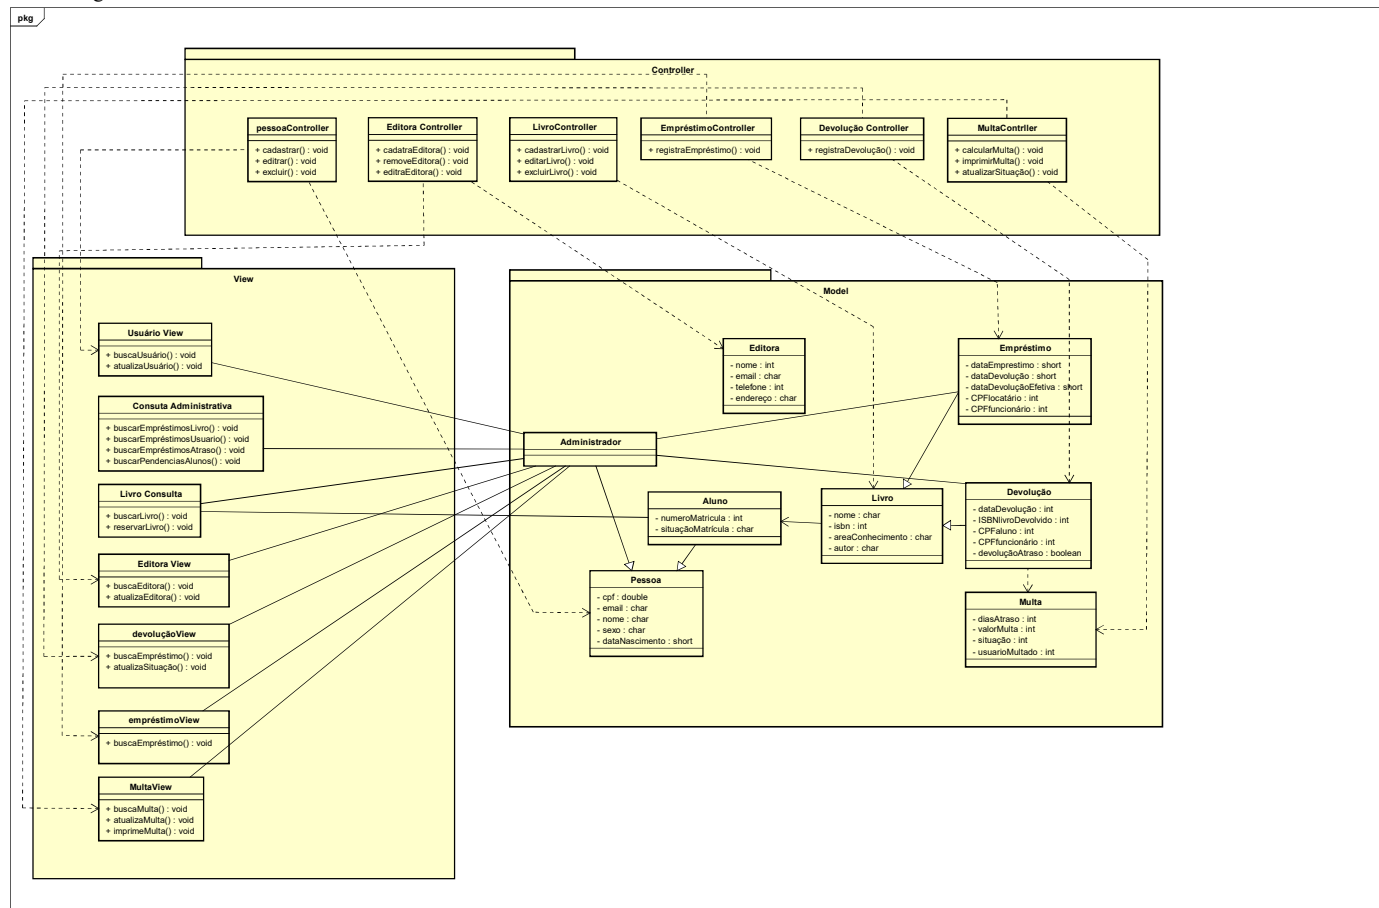 pkg
Controller
pessoaController
+ cadastrar() : void
+ editrar() : void
+ excluir() : void
Editora Controller
+ cadatraEditora() : void
+ removeEditora() : void
+ editraEditora() : void
LivroController
+ cadastrarLivro() : void
+ editarLivro() : void
+ excluirLivro() : void
EmpréstimoController
+ registraEmpréstimo() : void
Devolução Controller
+ registraDevolução() : void
MultaContrller
+ calcularMulta() : void
+ imprimirMulta() : void
+ atualizarSituação() : void
View
Usuário View
+ buscaUsuário() : void
+ atualizaUsuário() : void
Consuta Administrativa
+ buscarEmpréstimosLivro() : void
+ buscarEmpréstimosUsuario() : void
+ buscarEmpréstimosAtraso() : void
+ buscarPendenciasAlunos() : void
Livro Consulta
+ buscarLivro() : void
+ reservarLivro() : void
Editora View
+ buscaEditora() : void
+ atualizaEditora() : void
devoluçãoView
+ buscaEmpréstimo() : void
+ atualizaSituação() : void
empréstimoView
+ buscaEmpréstimo() : void
MultaView
+ buscaMulta() : void
+ atualizaMulta() : void
+ imprimeMulta() : void
Model
Editora
- nome : int
- email : char
- telefone : int
- endereço : char
Empréstimo
- dataEmprestimo : short
- dataDevolução : short
- dataDevoluçãoEfetiva : short
- CPFlocatário : int
- CPFfuncionário : int
Administrador
Aluno
- numeroMatricula : int
- situaçãoMatrícula : char
Livro
- nome : char
- isbn : int
- areaConhecimento : char
- autor : char
Devolução
- dataDevolução : int
- ISBNlivroDevolvido : int
- CPFaluno : int
- CPFfuncionário : int
- devoluçãoAtraso : boolean
Pessoa
- cpf : double
- email : char
- nome : char
- sexo : char
- dataNascimento : short
Multa
- diasAtraso : int
- valorMulta : int
- situação : int
- usuarioMultado : int